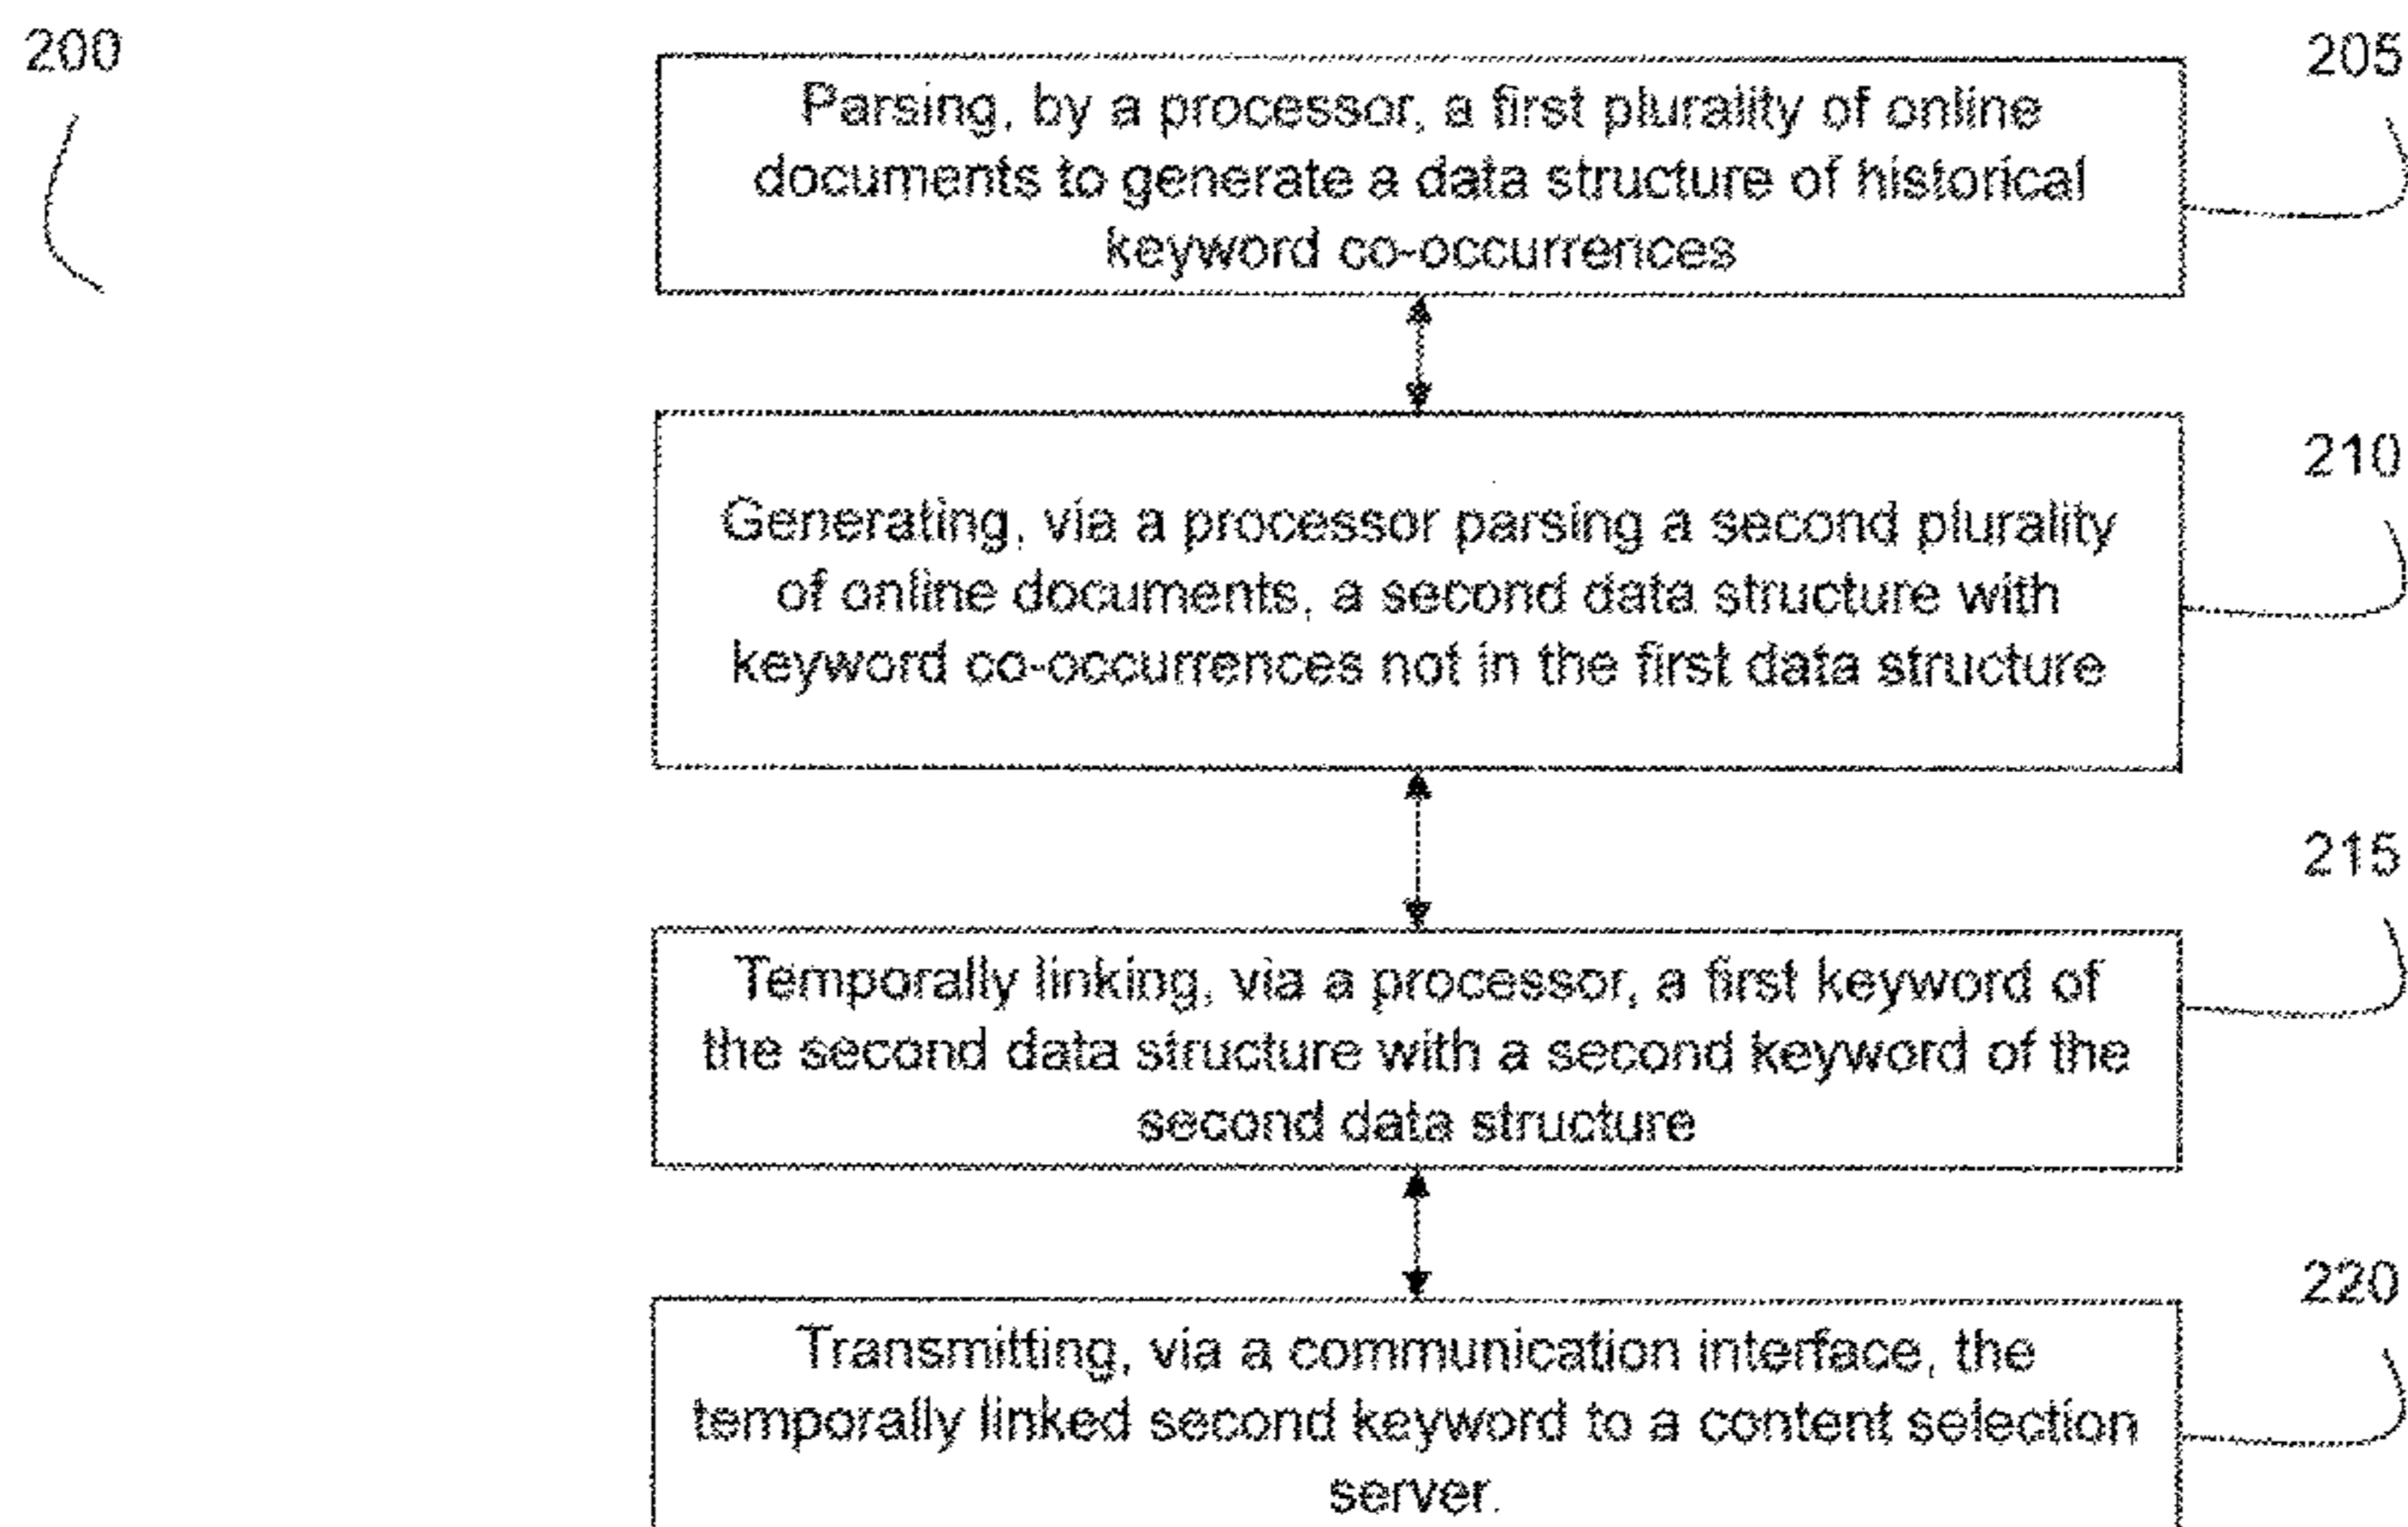 200
205
Parsing, by a processor, a first plurality of online
documents to generate a data structure of historical
keyword co-occurrences
210
Generating, via a processor parsing a second plurality
of online documents, a second data structure with
keyword co-occurrences not in the first data structure
215
Temporally linking, via a processor, a first keyword of
the second data structure with a second keyword of the
second data structure
220
Transmitting, via a communication interface, the
temporally linked second keyword to a content selection
server.